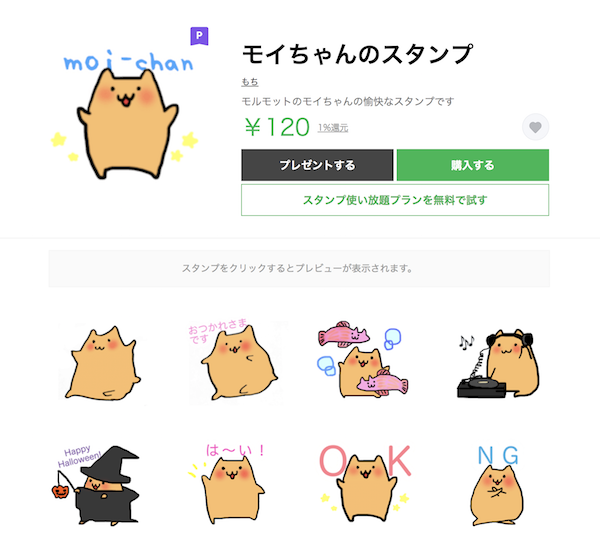 P
moi-chan
モイちゃんのスタンプ
もち
モルモットのモイちゃんの愉快なスタンプです
￥120 1%還元
プレゼントする
購入する
スタンプ使い放題プランを無料で試す
スタンプをクリックするとプレビューが表示されます。
おつかれさま
です
Happy
Halloween!
は～い！
OK
NG